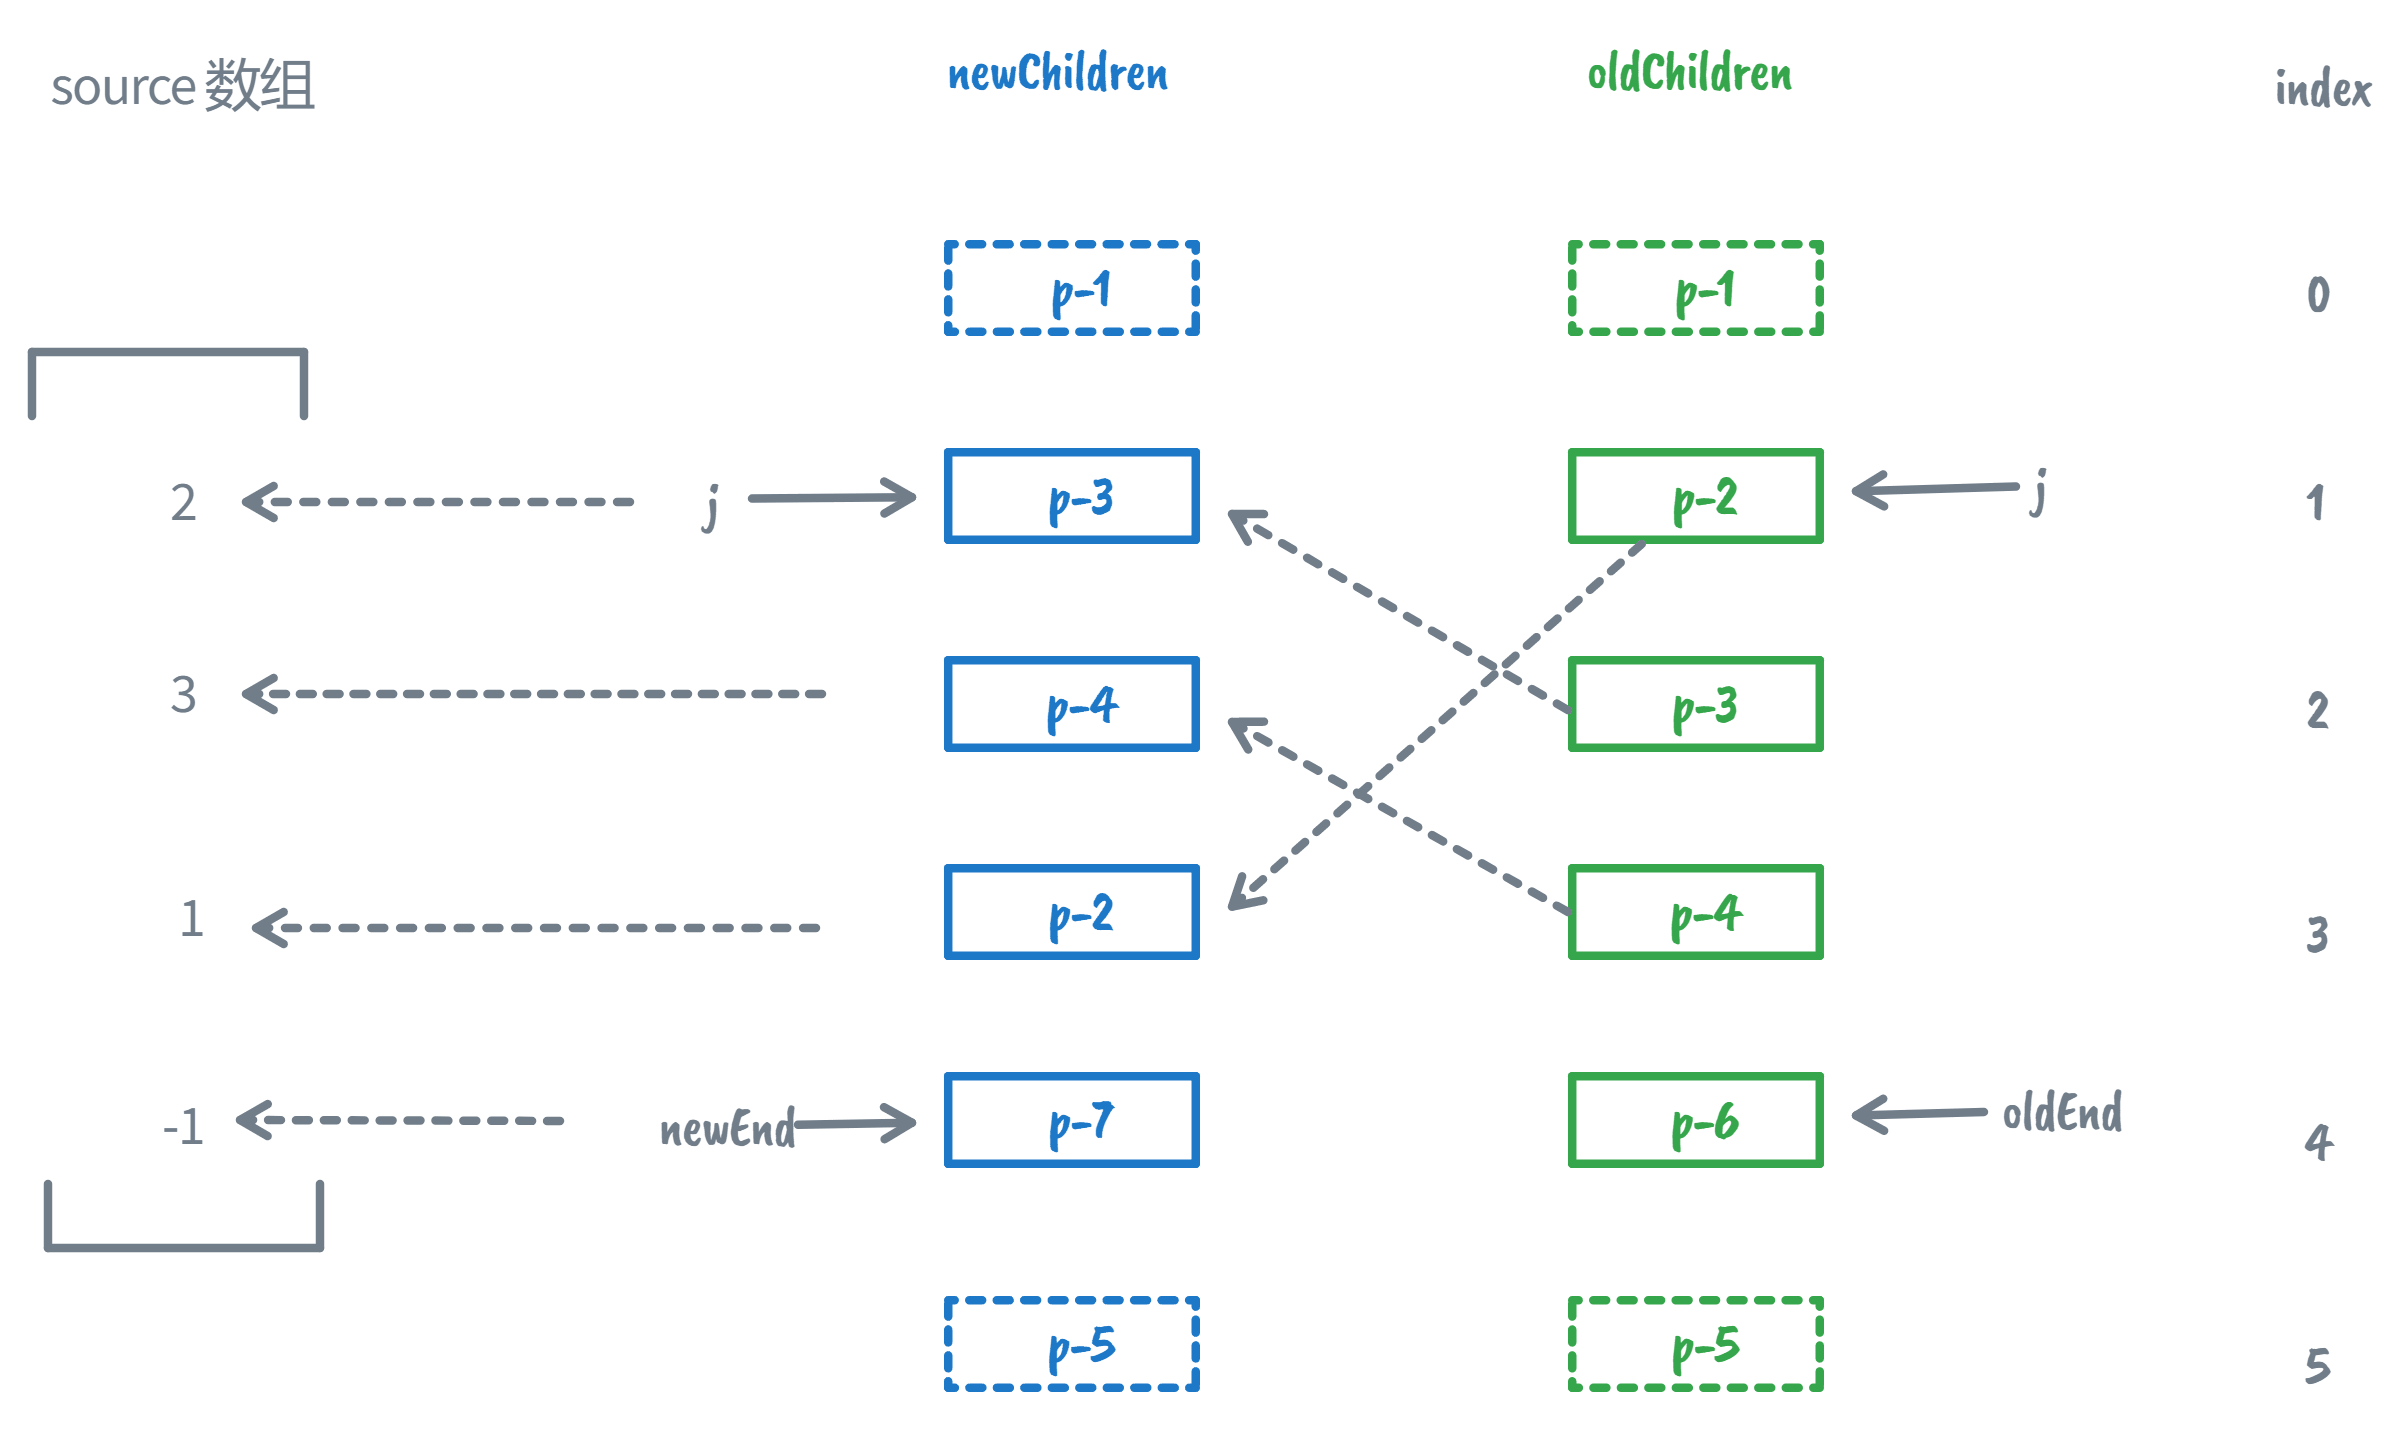 source 数组 newChildren oldChildren index
p-1 p-1 0
2 j p-3 p-2 j 1
3 p-4 p-3 2
1 p-2 p-4 3
-1 newEnd p-7 p-6 oldEnd 4
p-5 p-5 5